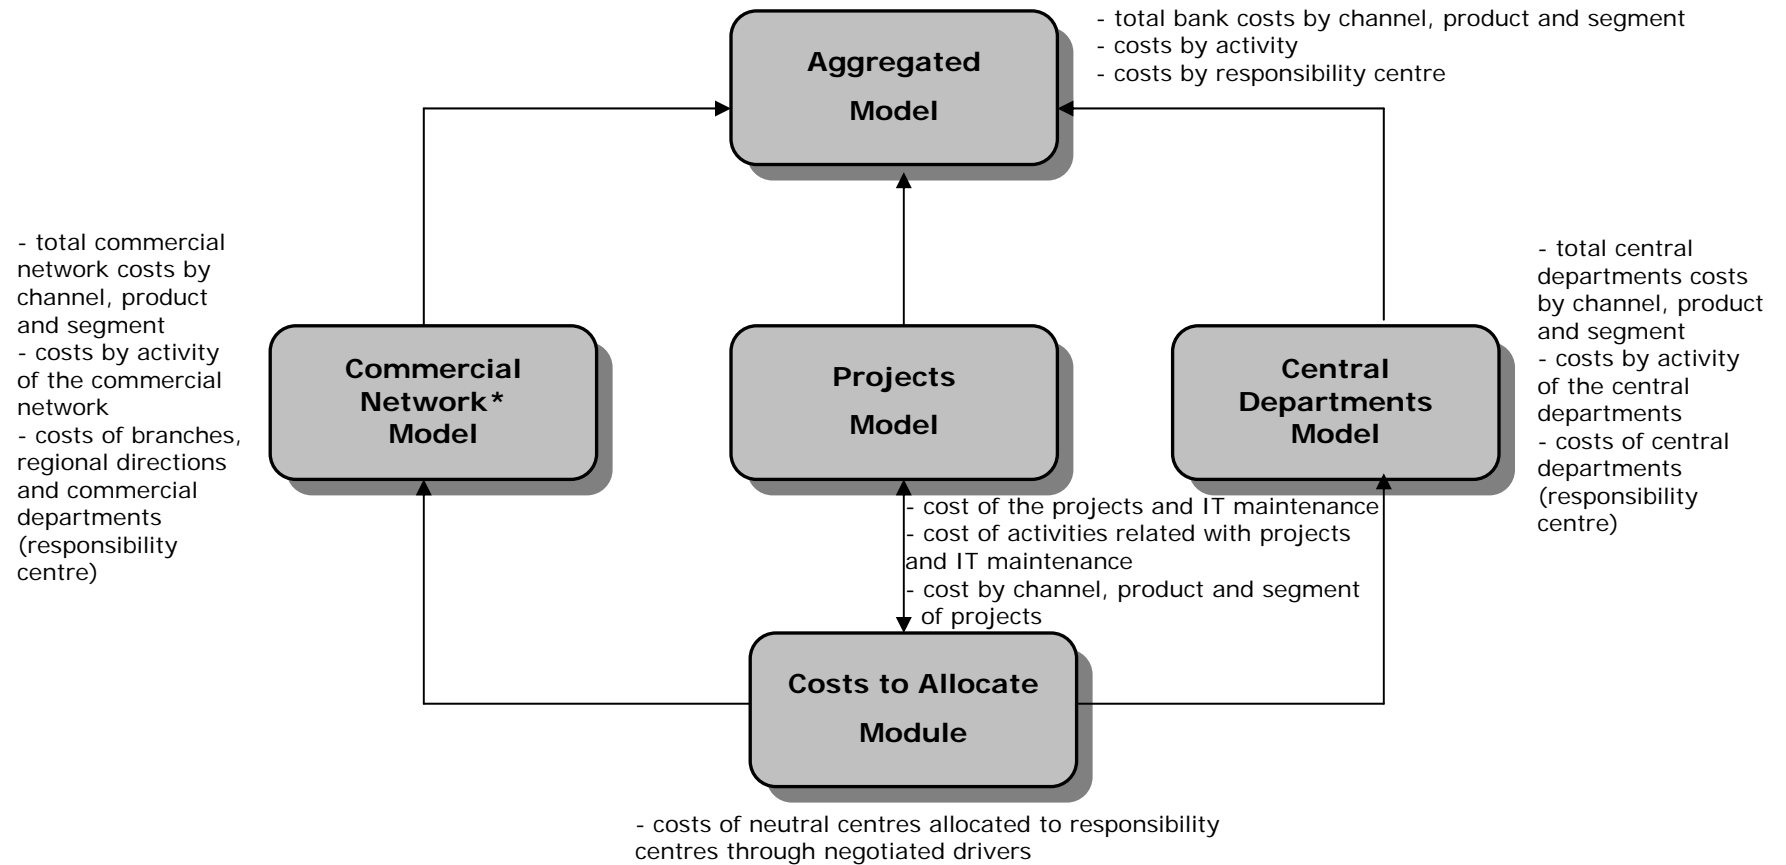 - total bank costs by channel, product and segment
- costs by activity
- costs by responsibility centre
Aggregated
Model
- total commercial
network costs by
channel, product
and segment
- costs by activity
of the commercial
network
- costs of branches,
regional directions
and commercial
departments
(responsibility
centre)
Commercial
Network*
Model
Projects
Model
Central
Departments
Model
- total central
departments costs
by channel, product
and segment
- costs by activity
of the central
departments
- costs of central
departments
(responsibility
centre)
- cost of the projects and IT maintenance
- cost of activities related with projects
and IT maintenance
- cost by channel, product and segment
of projects
Costs to Allocate
Module
- costs of neutral centres allocated to responsibility
centres through negotiated drivers